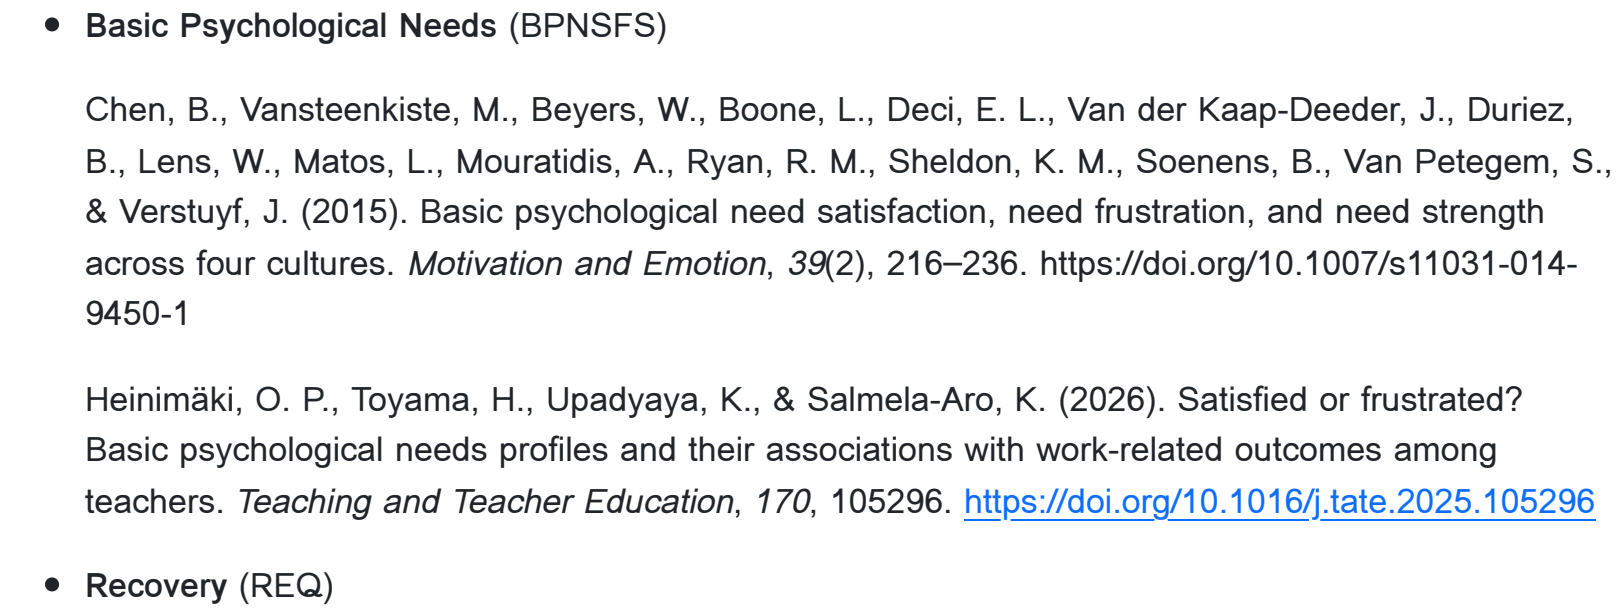 • Basic Psychological Needs (BPNSFS)
Chen, B., Vansteenkiste, M., Beyers, W., Boone, L., Deci, E. L., Van der Kaap-Deeder, J., Duriez,
B., Lens, W., Matos, L., Mouratidis, A., Ryan, R. M., Sheldon, K. M., Soenens, B., Van Petegem, S.,
& Verstuyf, J. (2015). Basic psychological need satisfaction, need frustration, and need strength
across four cultures. Motivation and Emotion, 39(2), 216–236. https://doi.org/10.1007/s11031-014-
9450-1
Heinimäki, O. P., Toyama, H., Upadyaya, K., & Salmela-Aro, K. (2026). Satisfied or frustrated?
Basic psychological needs profiles and their associations with work-related outcomes among
teachers. Teaching and Teacher Education, 170, 105296. https://doi.org/10.1016/j.tate.2025.105296
• Recovery (REQ)